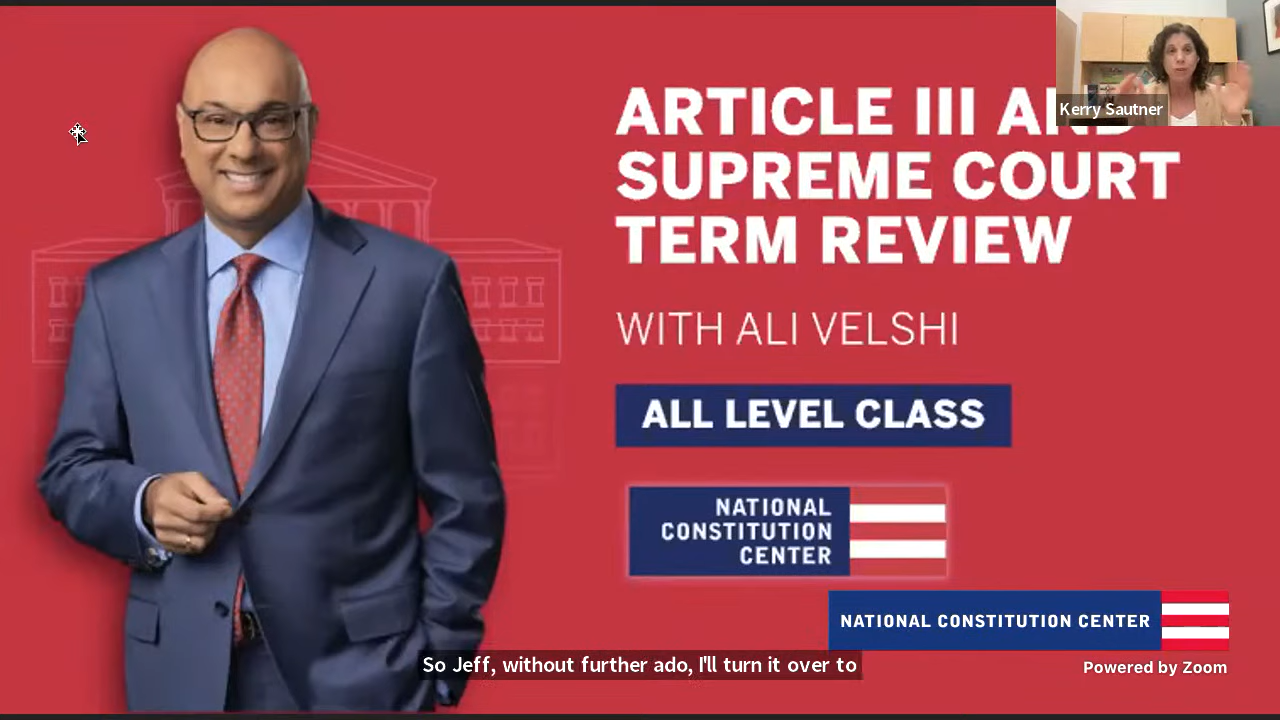 ARTICLE III AND
SUPREME COURT
TERM REVIEW
WITH ALI VELSHI
ALL LEVEL CLASS
NATIONAL
CONSTITUTION
CENTER
NATIONAL CONSTITUTION CENTER
Powered by Zoom
Kerry Sautner
So Jeff, without further ado, I'll turn it over to